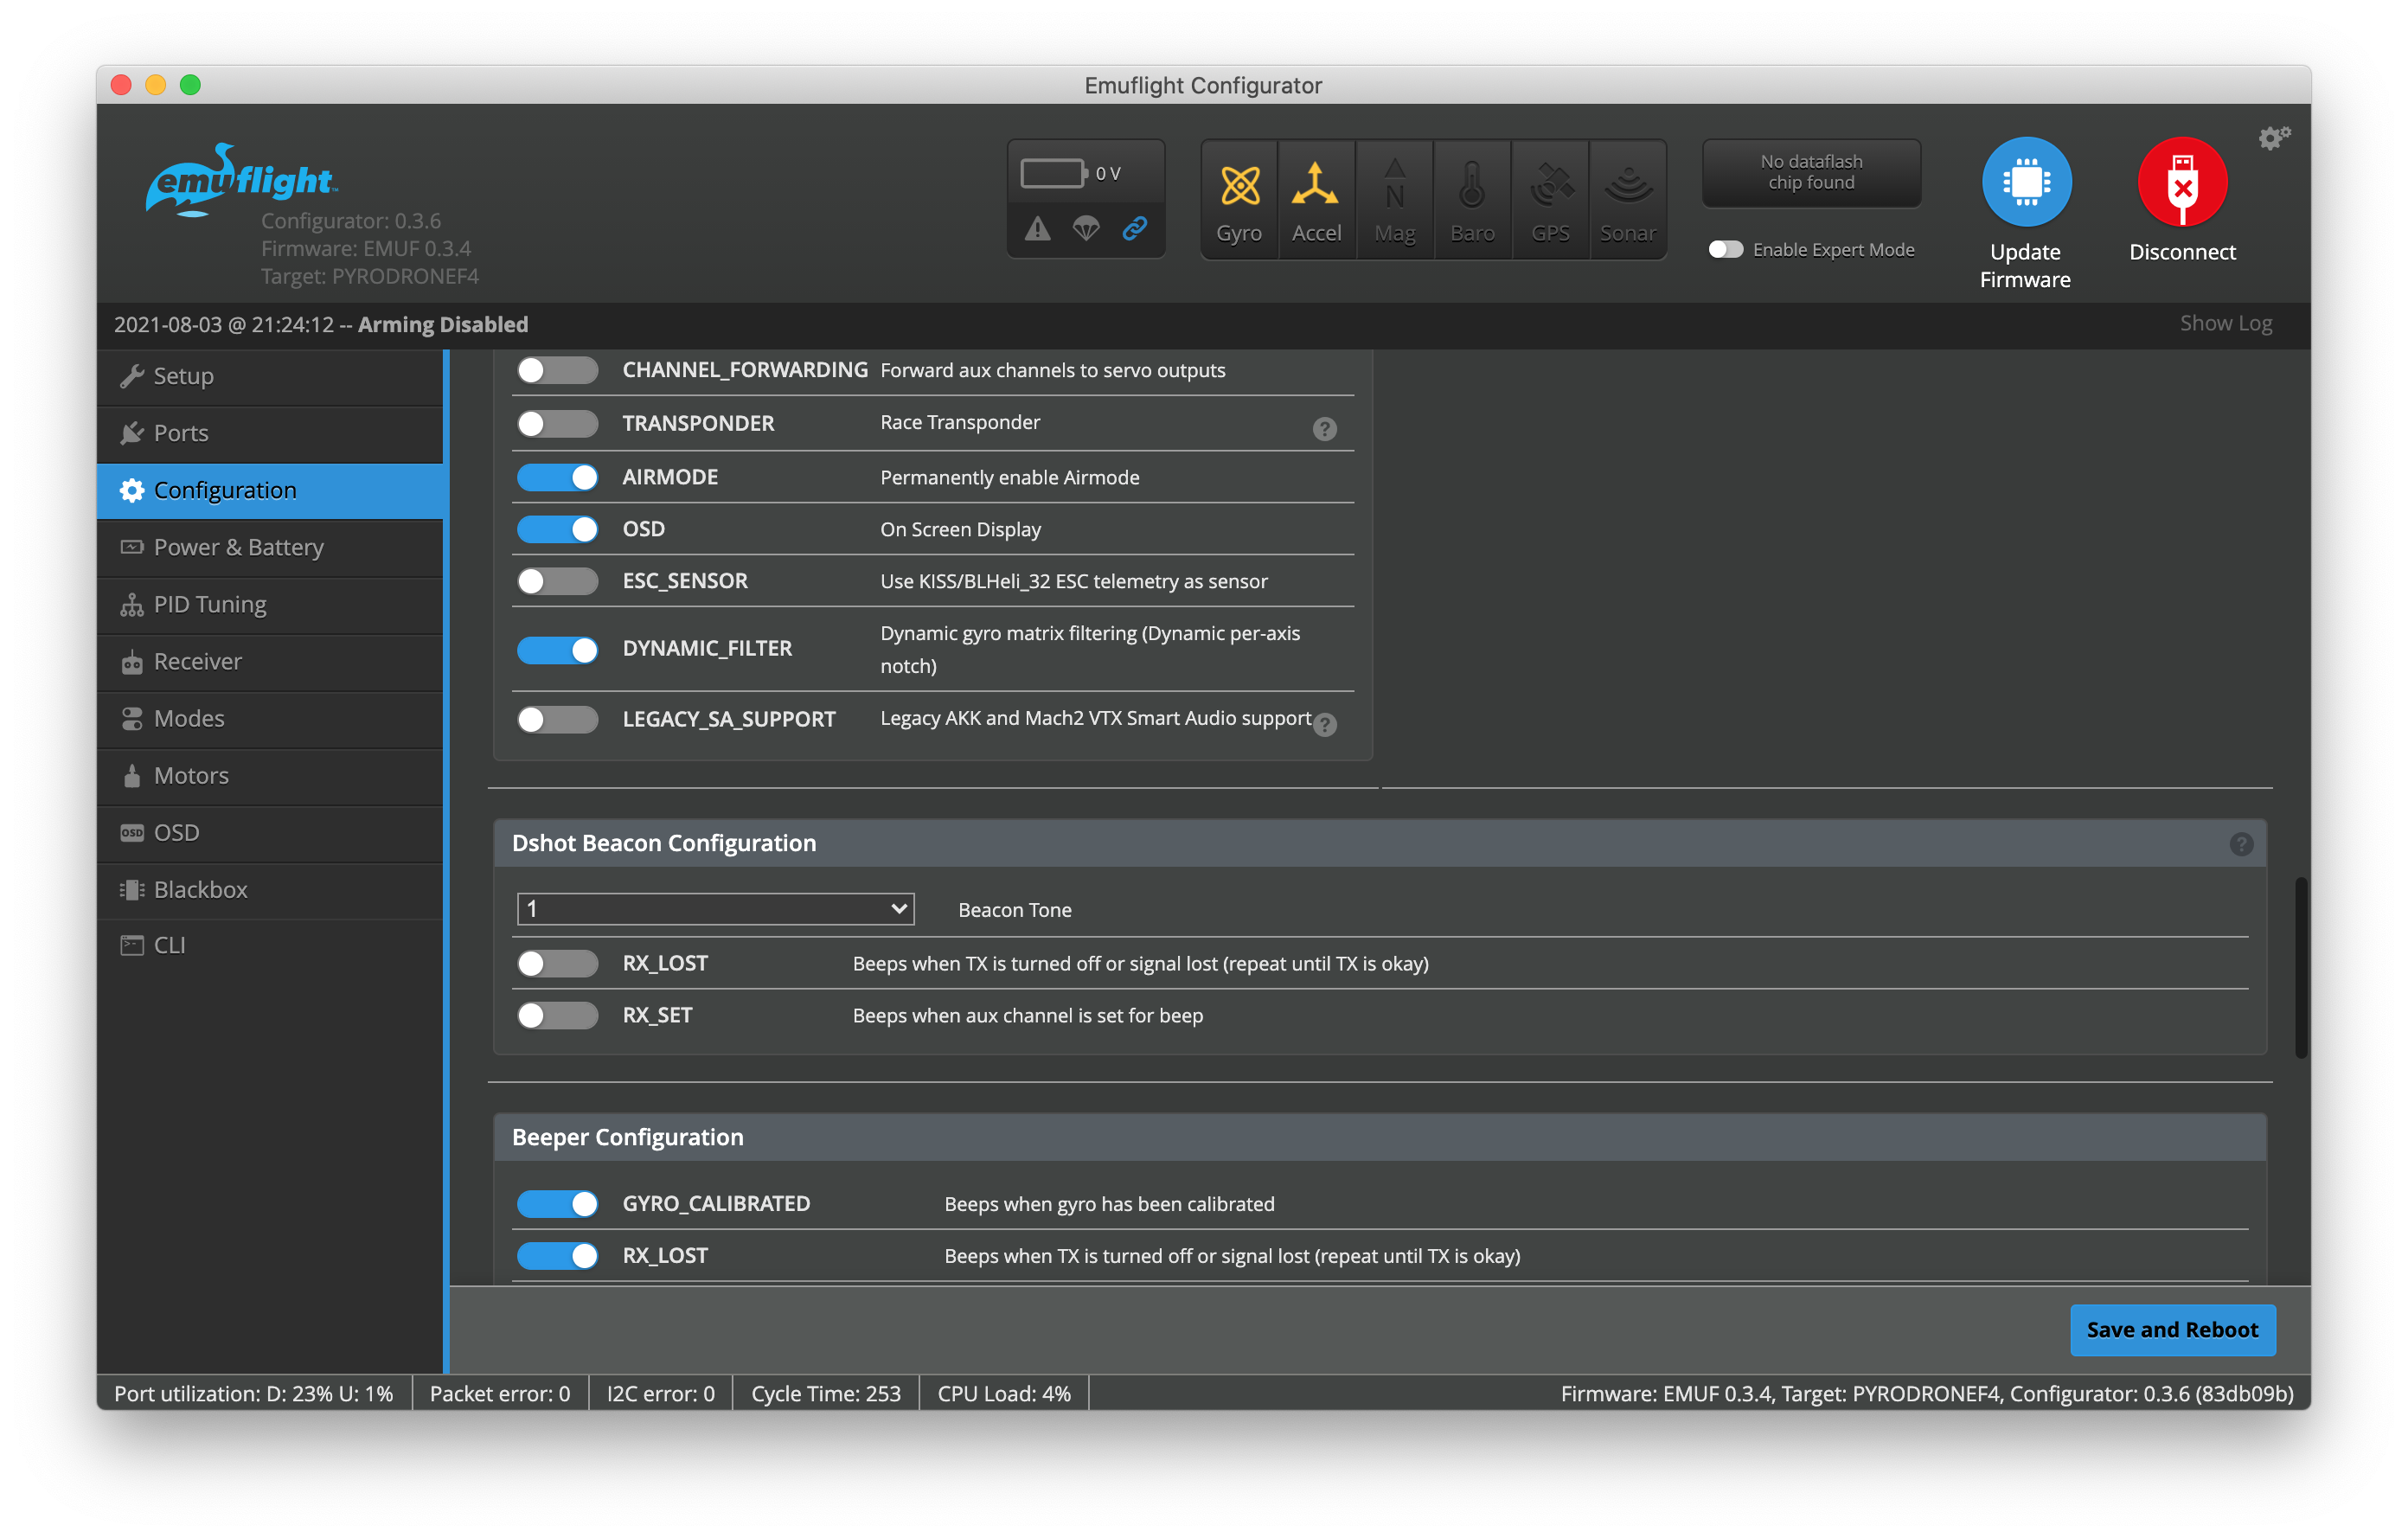 Emuflight Configurator
emuflight™
Configurator: 0.3.6
Firmware: EMUF 0.3.4
Target: PYRODRONEF4
0 V
N
Gyro
Accel
Mag
Baro
GPS
Sonar
No dataflash
chip found
Enable Expert Mode
Update
Firmware
Disconnect
2021-08-03 @ 21:24:12 -- Arming Disabled
Show Log
Setup
Ports
Configuration
Power & Battery
PID Tuning
Receiver
Modes
Motors
OSD OSD
Blackbox
CLI
CHANNEL_FORWARDING Forward aux channels to servo outputs
TRANSPONDER Race Transponder ?
AIRMODE Permanently enable Airmode
OSD On Screen Display
ESC_SENSOR Use KISS/BLHeli_32 ESC telemetry as sensor
DYNAMIC_FILTER Dynamic gyro matrix filtering (Dynamic per-axis
notch)
LEGACY_SA_SUPPORT Legacy AKK and Mach2 VTX Smart Audio support ?
Dshot Beacon Configuration ?
1 Beacon Tone
RX_LOST Beeps when TX is turned off or signal lost (repeat until TX is okay)
RX_SET Beeps when aux channel is set for beep
Beeper Configuration
GYRO_CALIBRATED Beeps when gyro has been calibrated
RX_LOST Beeps when TX is turned off or signal lost (repeat until TX is okay)
Save and Reboot
Port utilization: D: 23% U: 1% Packet error: 0 I2C error: 0 Cycle Time: 253 CPU Load: 4% Firmware: EMUF 0.3.4, Target: PYRODRONEF4, Configurator: 0.3.6 (83db09b)